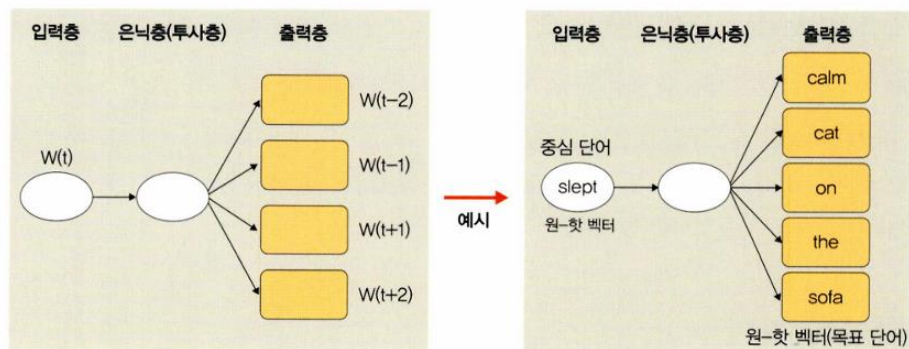 입력층 은닉층(투사층) 출력층
W(t-2)
W(t)
W(t-1)
W(t+1)
W(t+2)
예시
입력층 은닉층(투사층) 출력층
calm
중심 단어
cat
slept
on
원-핫 벡터
the
sofa
원-핫 벡터(목표 단어)